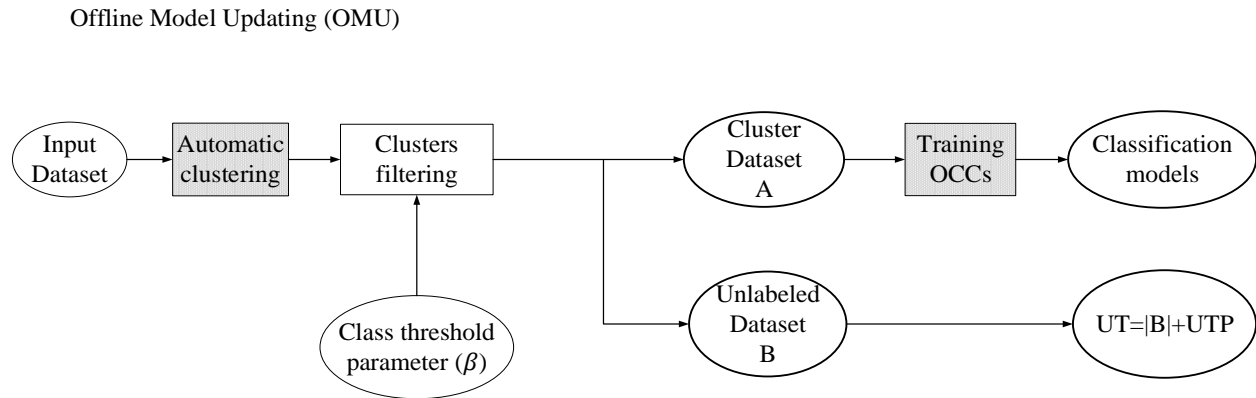 Offline Model Updating (OMU)
Input
Dataset
Automatic
clustering
Clusters
filtering
Cluster
Dataset
A
Training
OCCs
Classification
models
Class threshold
parameter (β)
Unlabeled
Dataset
B
UT=|B|+UTP